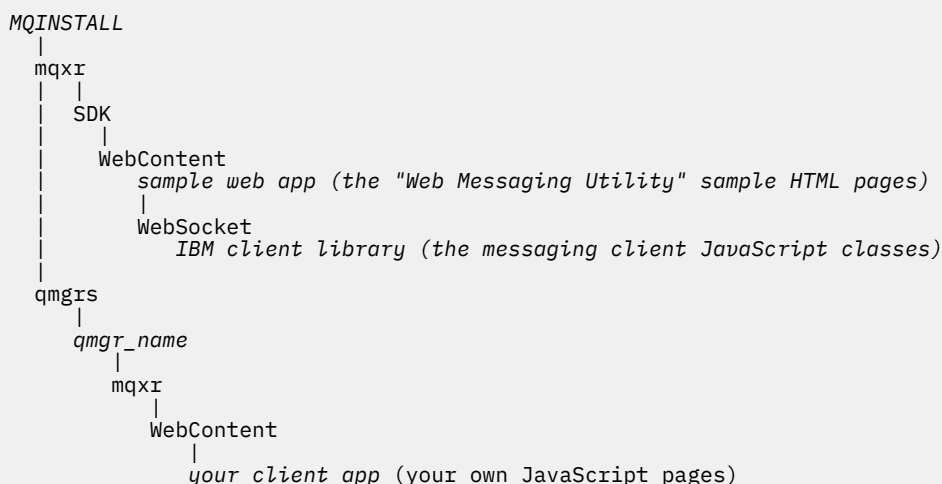 MQINSTALL
|
mqxr
| |
| SDK
| |
| WebContent
| sample web app (the "Web Messaging Utility" sample HTML pages)
| |
| WebSocket
| IBM client library (the messaging client JavaScript classes)
|
qmgrs
|
qmgr_name
|
mqxr
|
WebContent
|
your client app (your own JavaScript pages)